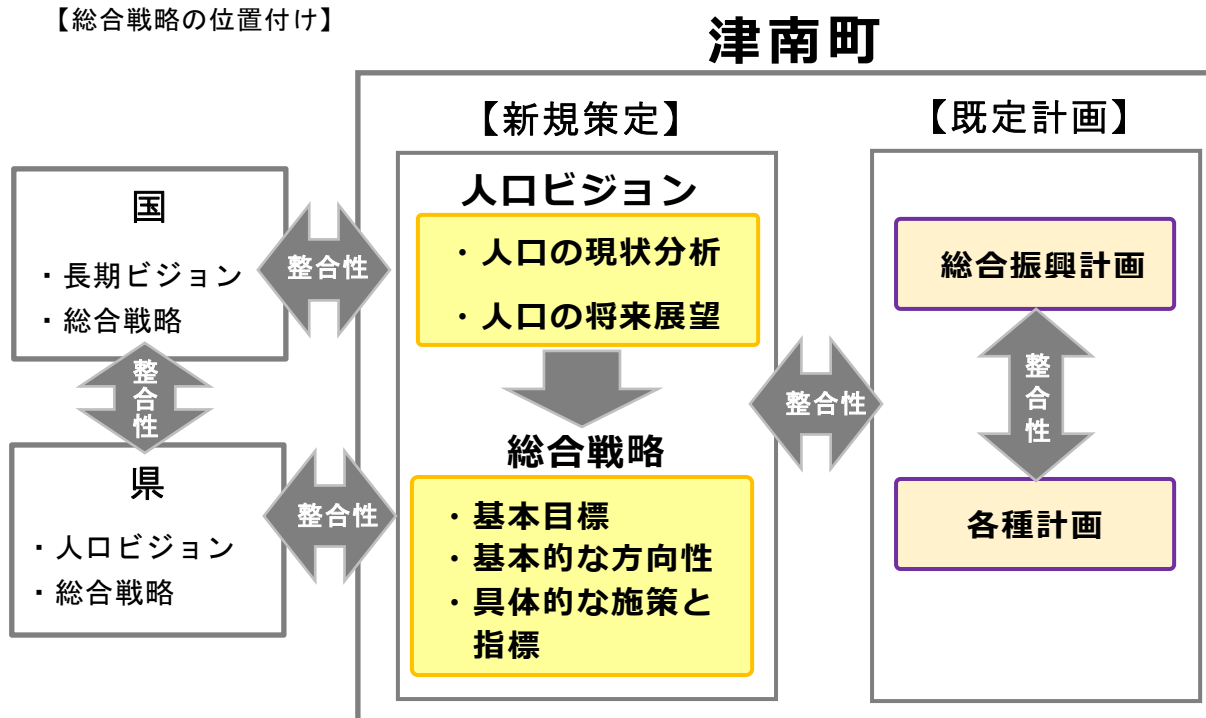 【総合戦略の位置付け】
津南町
【新規策定】
【既定計画】
国
・長期ビジョン
・総合戦略
整合性
県
・人口ビジョン
・総合戦略
整合性
整合性
人口ビジョン
・人口の現状分析
・人口の将来展望
総合戦略
・基本目標
・基本的な方向性
・具体的な施策と
指標
整合性
総合振興計画
整合性
各種計画